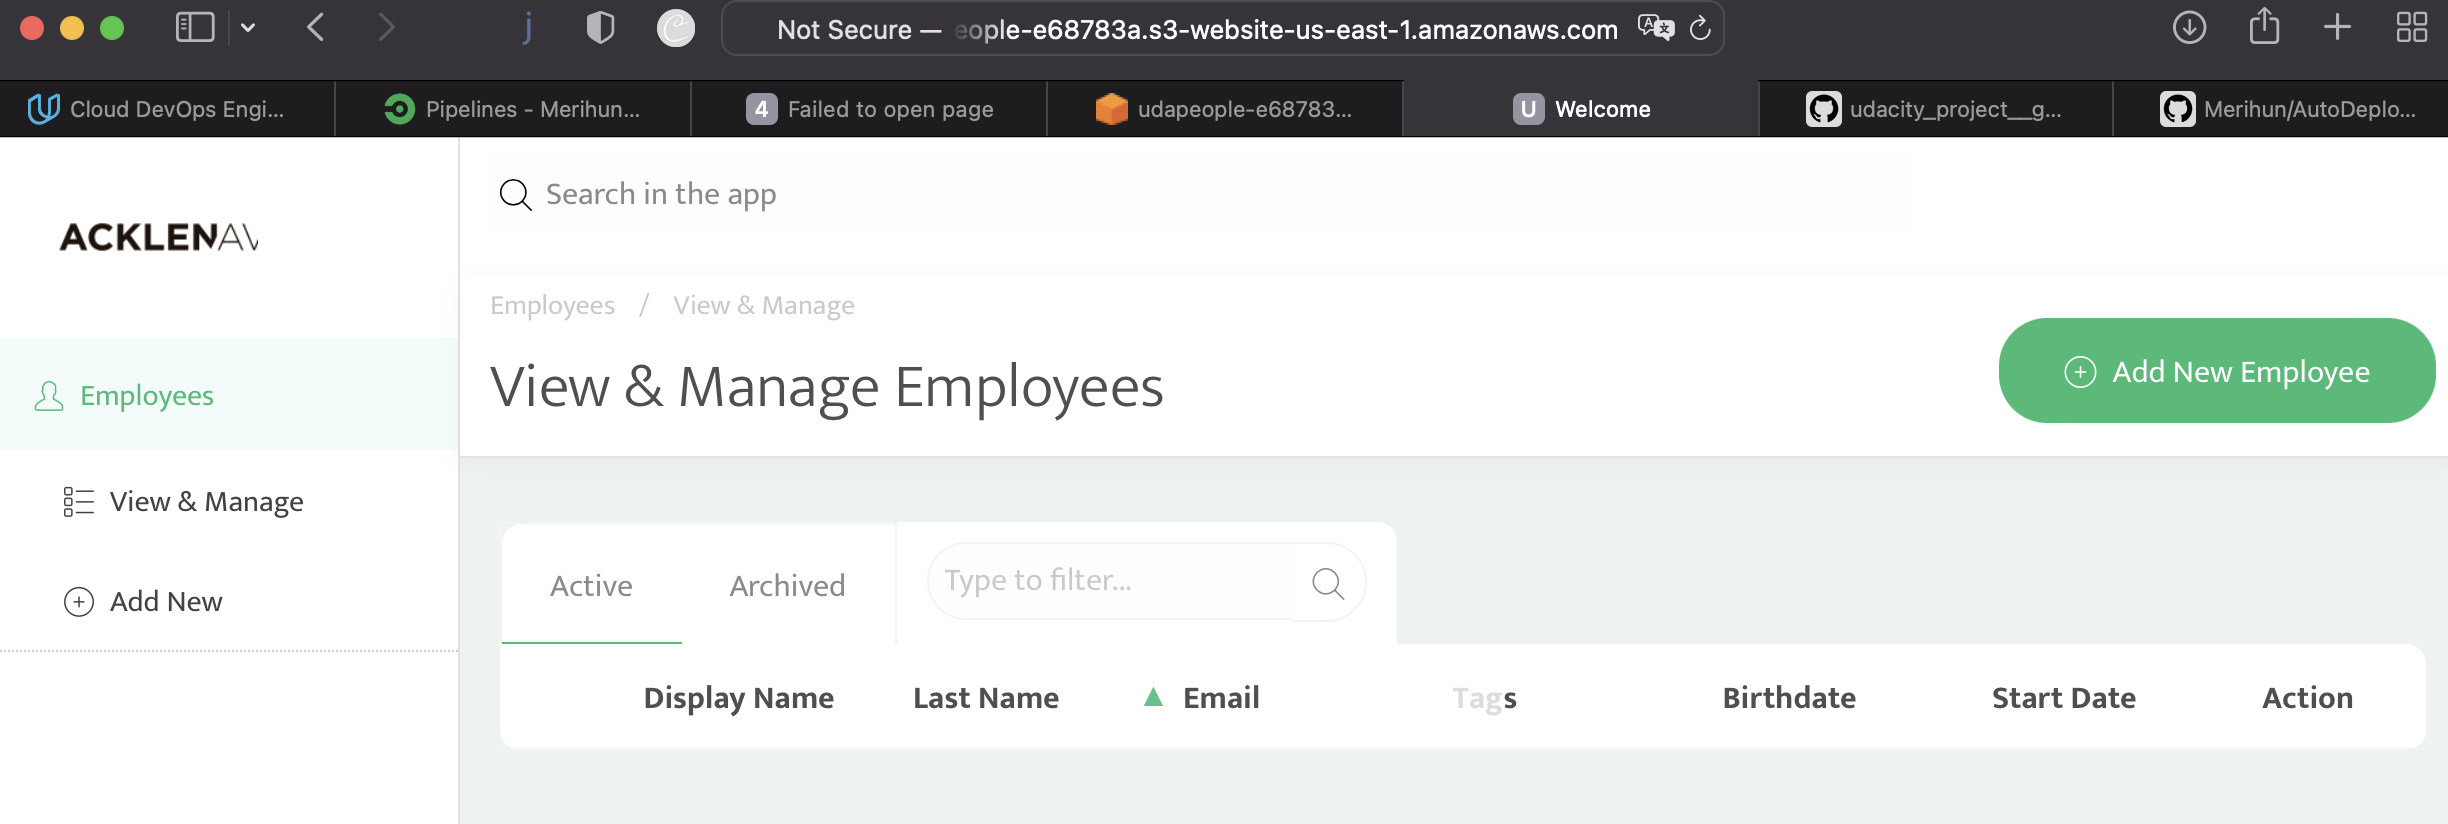 Not Secure — eople-e68783a.s3-website-us-east-1.amazonaws.com
Cloud DevOps Engi...
Pipelines - Merihun...
4 Failed to open page
udapeople-e68783...
U Welcome
udacity_project__g...
Merihun/AutoDeplo...
ACKLENAV
Search in the app
Employees / View & Manage
View & Manage Employees
Add New Employee
Employees
View & Manage
Add New
Active
Archived
Type to filter...
Display Name Last Name Email Tags Birthdate Start Date Action